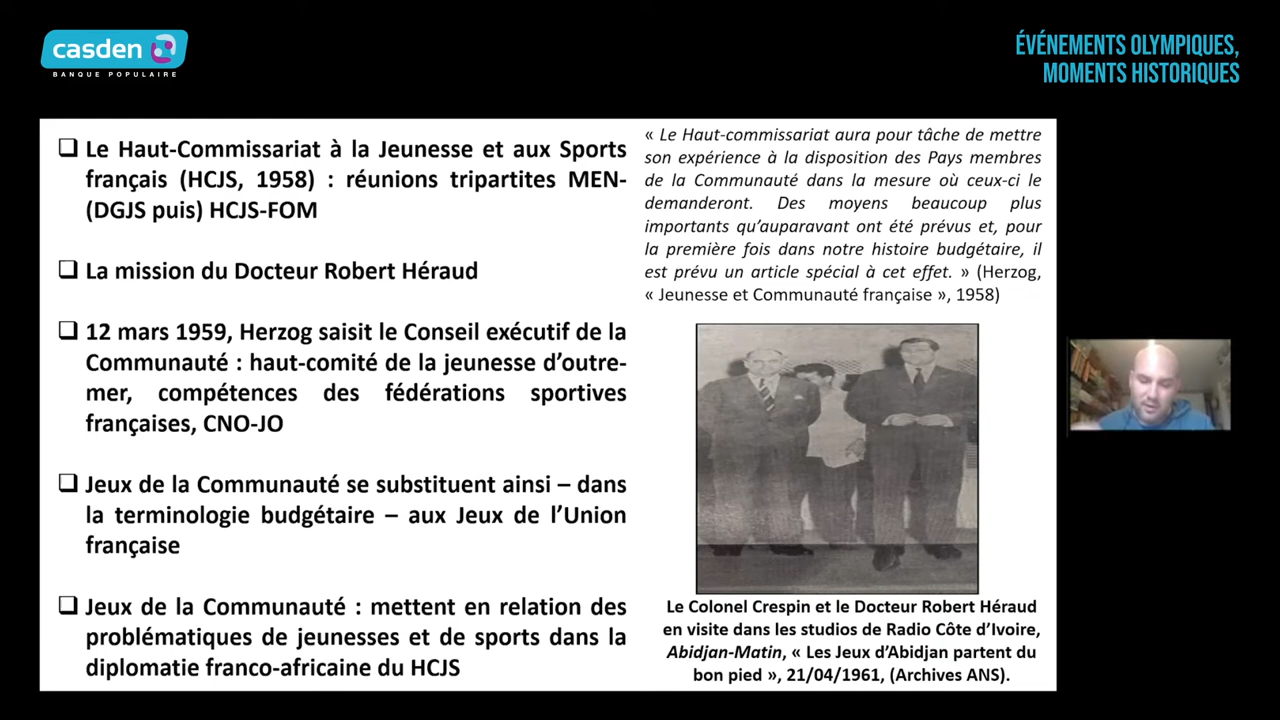 casden
BANQUE POPULAIRE
ÉVÉNEMENTS OLYMPIQUES,
MOMENTS HISTORIQUES
Le Haut-Commissariat à la Jeunesse et aux Sports
français (HCJS, 1958) : réunions tripartites MEN-
(DGJS puis) HCJS-FOM
La mission du Docteur Robert Héraud
12 mars 1959, Herzog saisit le Conseil exécutif de la
Communauté : haut-comité de la jeunesse d’outre-
mer, compétences des fédérations sportives
françaises, CNO-JO
Jeux de la Communauté se substituent ainsi – dans
la terminologie budgétaire – aux Jeux de l’Union
française
Jeux de la Communauté : mettent en relation des
problématiques de jeunesses et de sports dans la
diplomatie franco-africaine du HCJS
« Le Haut-commissariat aura pour tâche de mettre
son expérience à la disposition des Pays membres
de la Communauté dans la mesure où ceux-ci le
demanderont. Des moyens beaucoup plus
importants qu’auparavant ont été prévus et, pour
la première fois dans notre histoire budgétaire, il
est prévu un article spécial à cet effet. » (Herzog,
« Jeunesse et Communauté française », 1958)
Le Colonel Crespin et le Docteur Robert Héraud
en visite dans les studios de Radio Côte d’Ivoire,
Abidjan-Matin, « Les Jeux d’Abidjan partent du
bon pied », 21/04/1961, (Archives ANS).